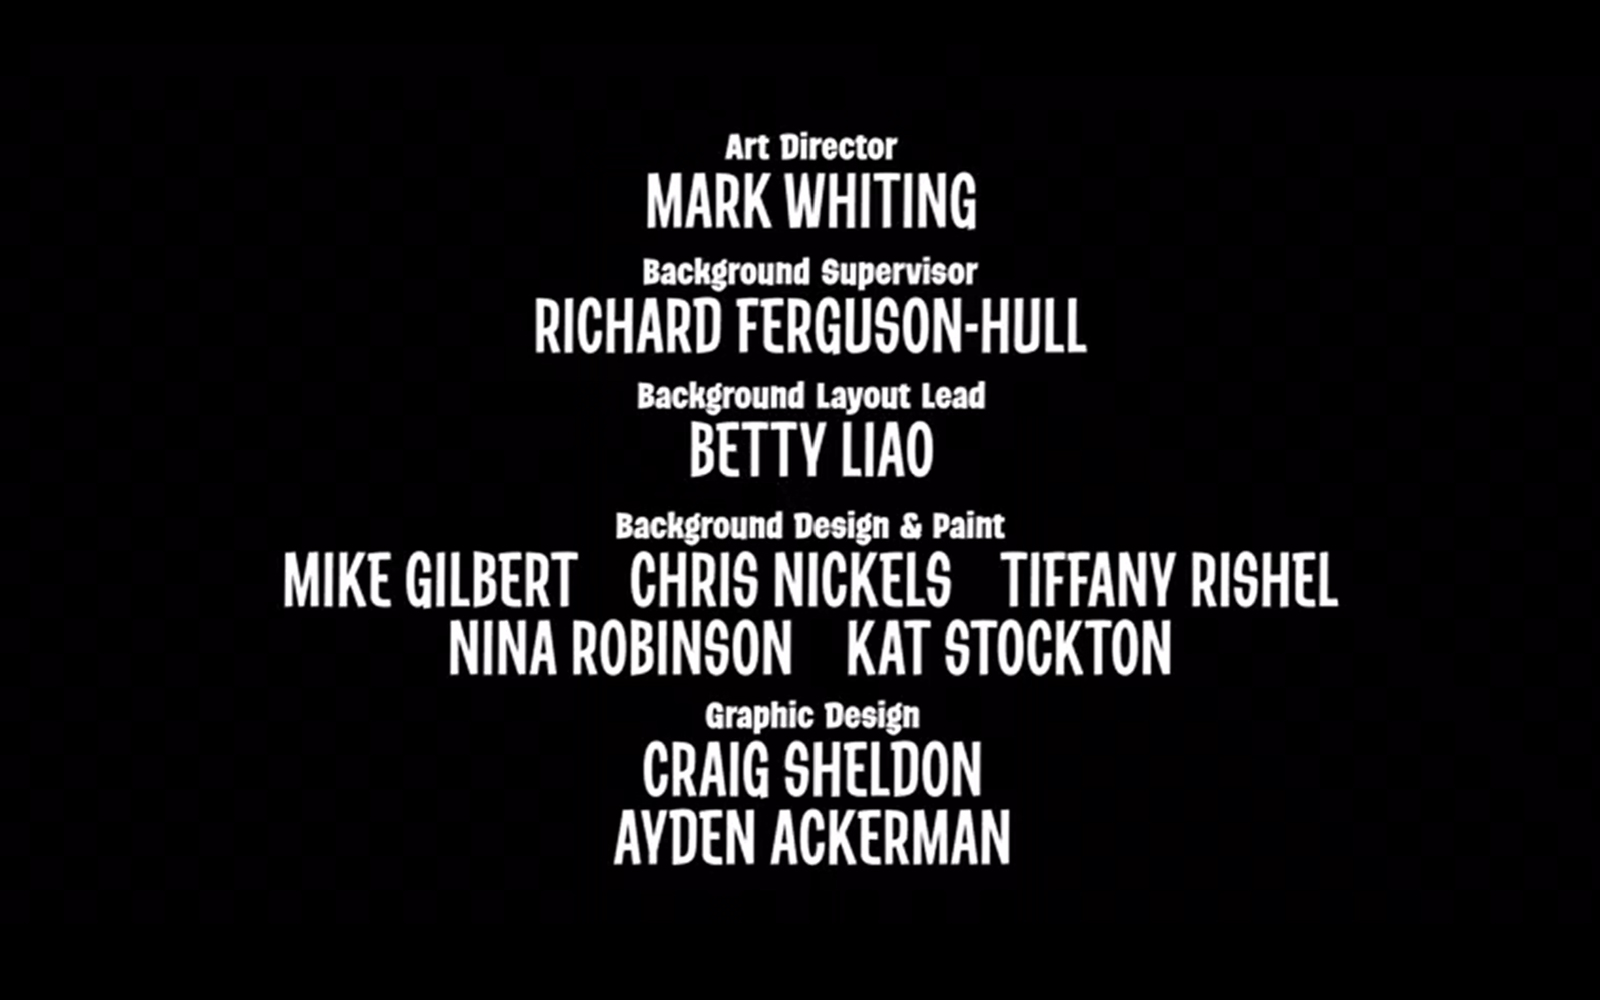 Art Director
MARK WHITING
Background Supervisor
RICHARD FERGUSON-HULL
Background Layout Lead
BETTY LIAO
Background Design & Paint
MIKE GILBERT CHRIS NICKELS TIFFANY RISHEL
NINA ROBINSON KAT STOCKTON
Graphic Design
CRAIG SHELDON
AYDEN ACKERMAN